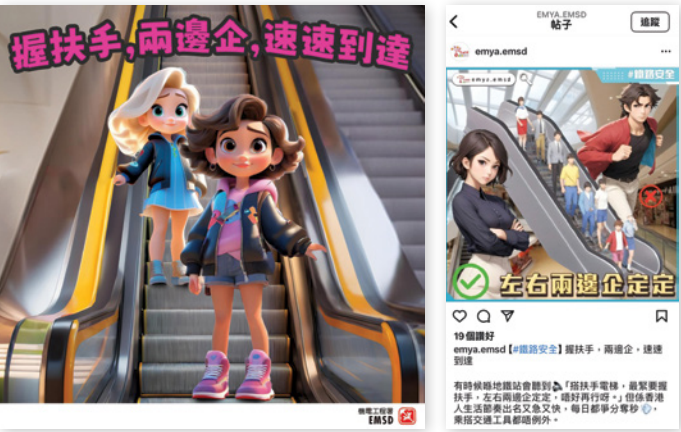 握扶手,兩邊企,速速到達
機電工程署
EMSD
EMYA.EMSD
帖子
追蹤
emya.emsd
emya.emsd
#鐵路安全
左右兩邊企定定
19 個讚好
emya.emsd【#鐵路安全】握扶手，兩邊企，速速
到達
有時候喺地鐵站會聽到「搭扶手電梯，最緊要握
扶手，左右兩邊企定定，唔好再行呀。」但係香港
人生活節奏出名又急又快，每日都爭分奪秒，
乘搭交通工具都唔例外。